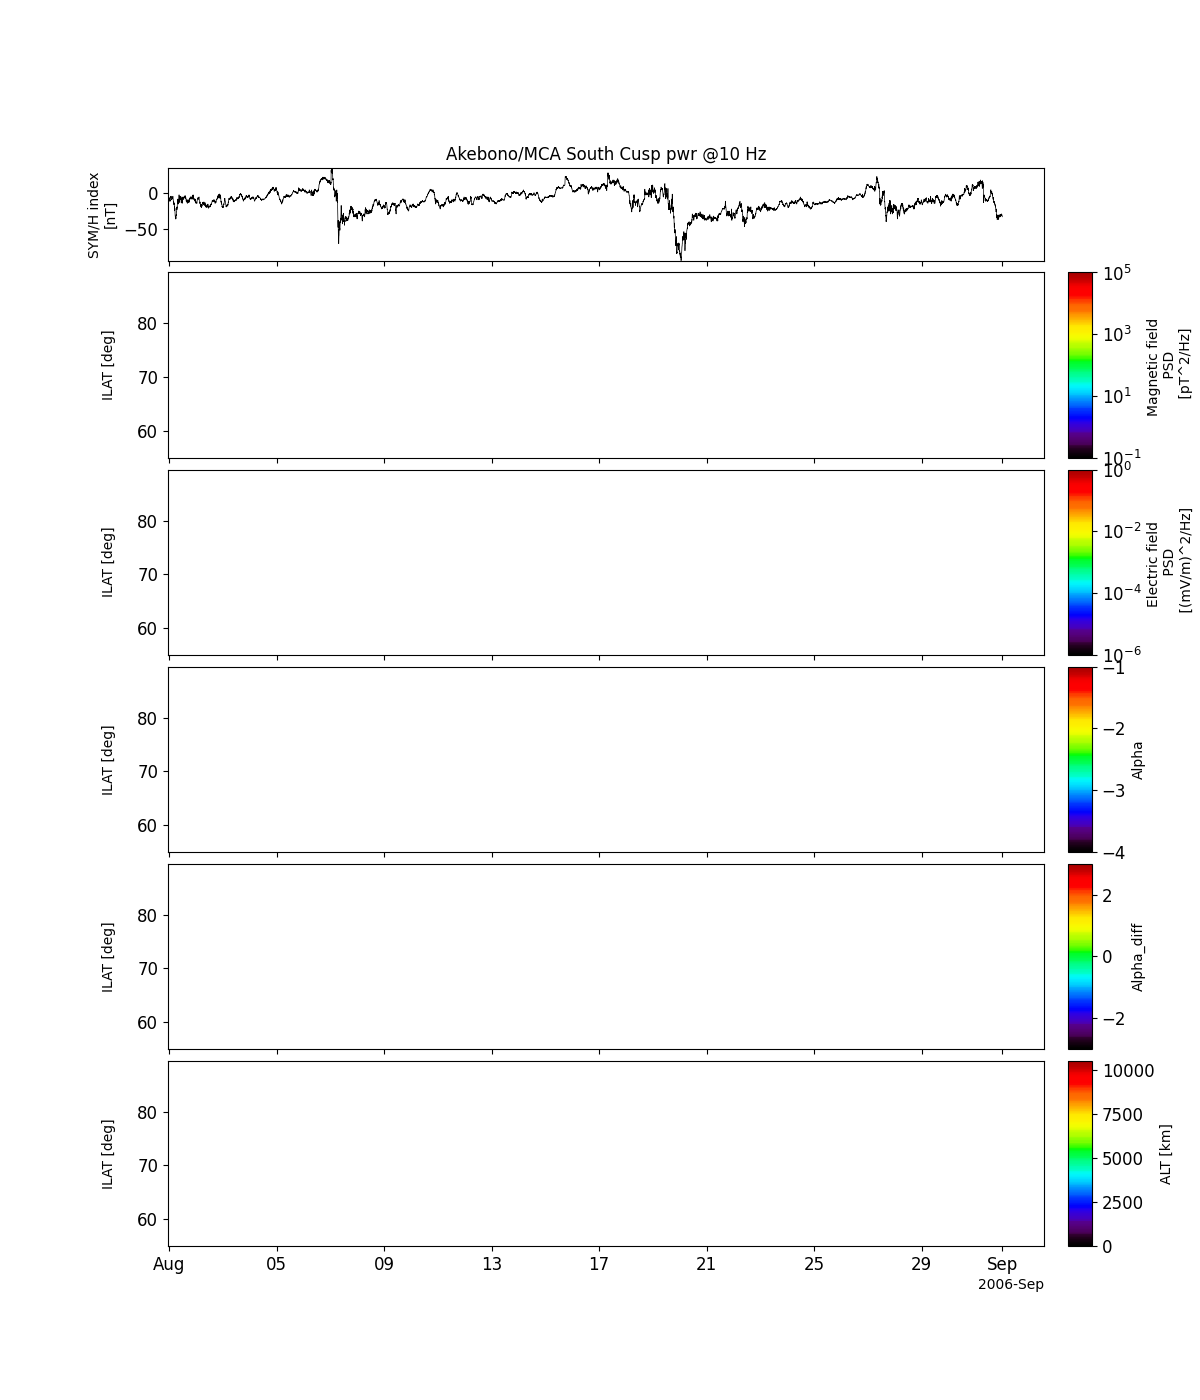 Akebono/MCA South Cusp pwr @10 Hz
SYM/H index
[nT]
0
−50
ILAT [deg]
80
70
60
10^5
10^3
10^1
10^−1
Magnetic field
PSD
[pT^2/Hz]
ILAT [deg]
80
70
60
10^0
10^−2
10^−4
10^−6
Electric field
PSD
[(mV/m)^2/Hz]
ILAT [deg]
80
70
60
−1
−2
−3
−4
Alpha
ILAT [deg]
80
70
60
2
0
−2
Alpha_diff
ILAT [deg]
80
70
60
10000
7500
5000
2500
0
ALT [km]
Aug 05 09 13 17 21 25 29 Sep
2006-Sep